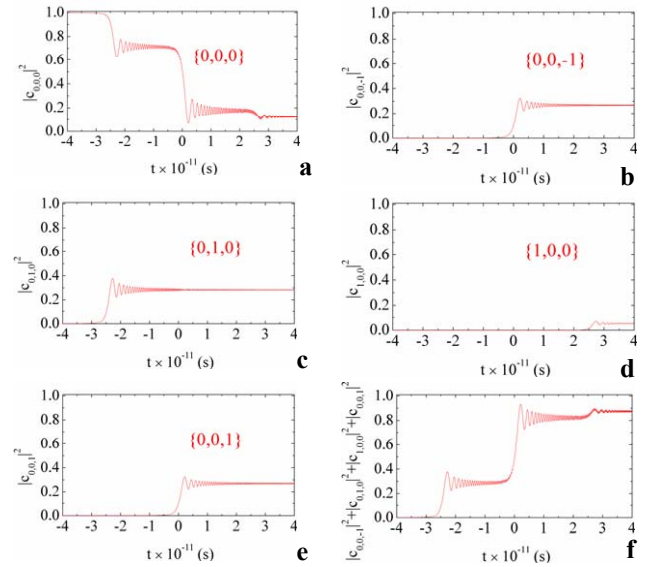 1.0
0.8
0.6
0.4
0.2
0.0
|c0,0,0|²
{0,0,0}
-4 -3 -2 -1 0 1 2 3 4
t × 10⁻¹¹ (s)
a
1.0
0.8
0.6
0.4
0.2
0.0
|c0,0,-1|²
{0,0,-1}
-4 -3 -2 -1 0 1 2 3 4
t × 10⁻¹¹ (s)
b
1.0
0.8
0.6
0.4
0.2
0.0
|c0,1,0|²
{0,1,0}
-4 -3 -2 -1 0 1 2 3 4
t × 10⁻¹¹ (s)
c
1.0
0.8
0.6
0.4
0.2
0.0
|c1,0,0|²
{1,0,0}
-4 -3 -2 -1 0 1 2 3 4
t × 10⁻¹¹ (s)
d
1.0
0.8
0.6
0.4
0.2
0.0
|c0,0,1|²
{0,0,1}
-4 -3 -2 -1 0 1 2 3 4
t × 10⁻¹¹ (s)
e
1.0
0.8
0.6
0.4
0.2
0.0
|c0,0,-1|²+|c0,1,0|²+|c1,0,0|²+|c0,0,1|²
-4 -3 -2 -1 0 1 2 3 4
t × 10⁻¹¹ (s)
f